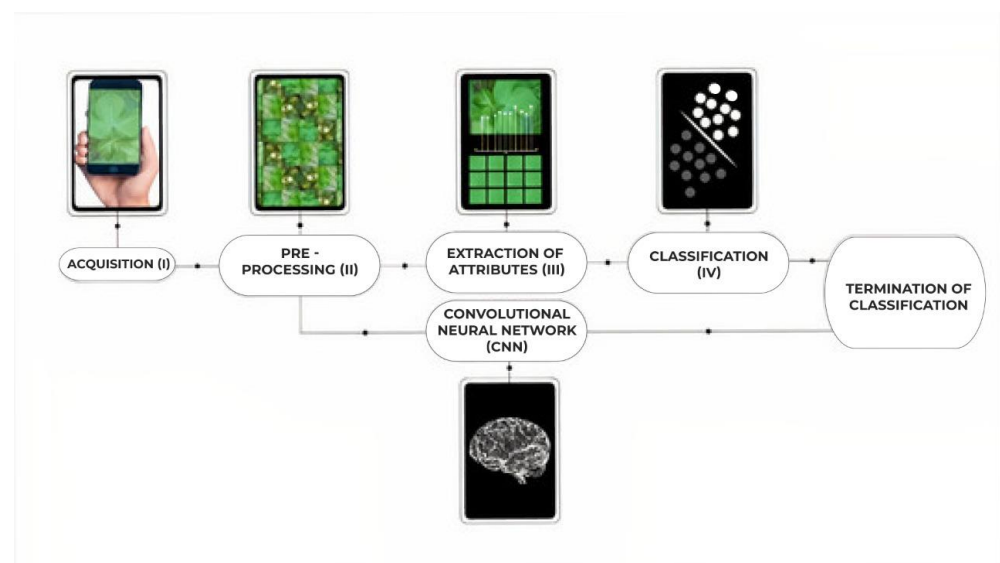 ACQUISITION (I)
PRE -
PROCESSING (II)
EXTRACTION OF
ATTRIBUTES (III)
CLASSIFICATION
(IV)
TERMINATION OF
CLASSIFICATION
CONVOLUTIONAL
NEURAL NETWORK
(CNN)